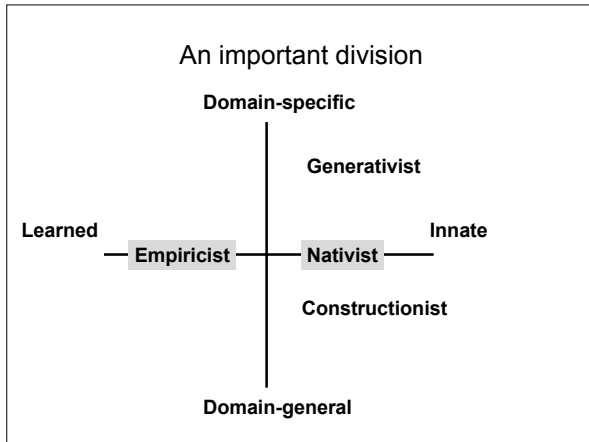 An important division
Domain-specific
Generativist
Learned
Innate
Empiricist
Nativist
Constructionist
Domain-general